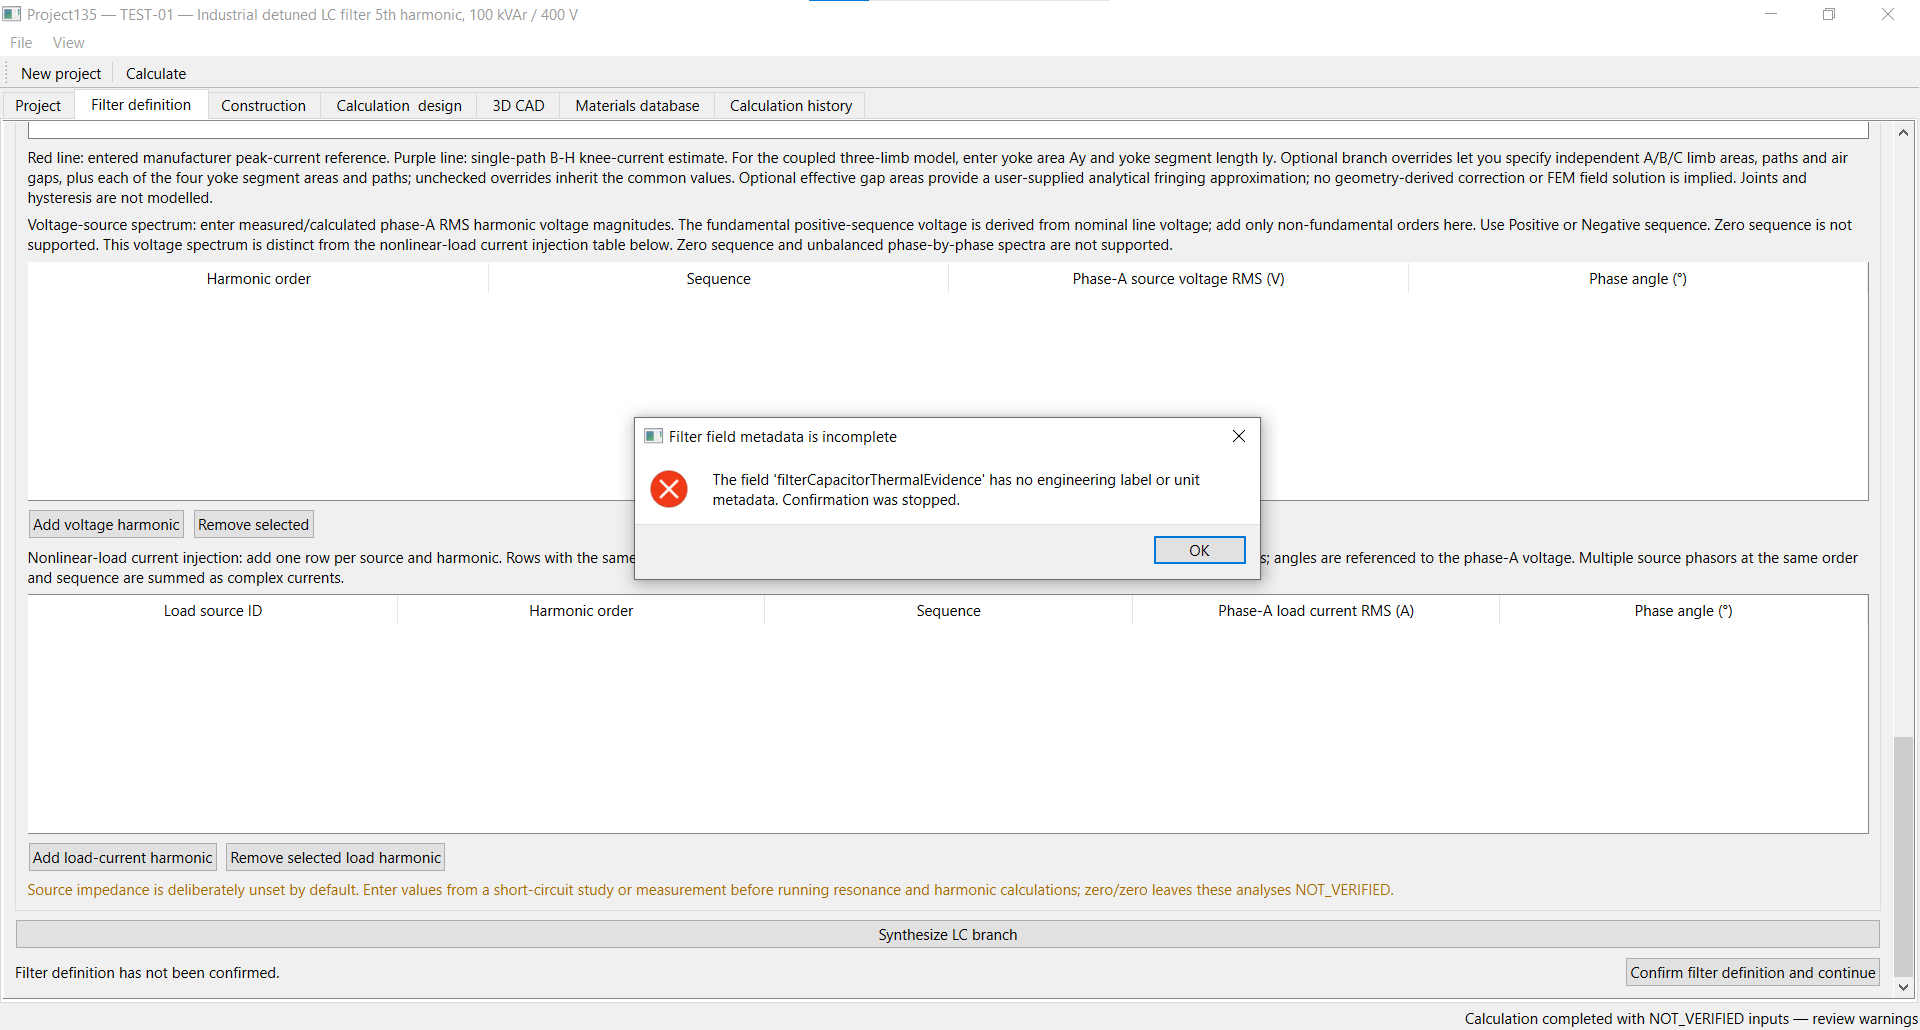 Project135 — TEST-01 — Industrial detuned LC filter 5th harmonic, 100 kVAr / 400 V
File View
New project Calculate
Project Filter definition Construction Calculation design 3D CAD Materials database Calculation history
Red line: entered manufacturer peak-current reference. Purple line: single-path B-H knee-current estimate. For the coupled three-limb model, enter yoke area Ay and yoke segment length ly. Optional branch overrides let you specify independent A/B/C limb areas, paths and air
gaps, plus each of the four yoke segment areas and paths; unchecked overrides inherit the common values. Optional effective gap areas provide a user-supplied analytical fringing approximation; no geometry-derived correction or FEM field solution is implied. Joints and
hysteresis are not modelled.
Voltage-source spectrum: enter measured/calculated phase-A RMS harmonic voltage magnitudes. The fundamental positive-sequence voltage is derived from nominal line voltage; add only non-fundamental orders here. Use Positive or Negative sequence. Zero sequence is not
supported. This voltage spectrum is distinct from the nonlinear-load current injection table below. Zero sequence and unbalanced phase-by-phase spectra are not supported.
Harmonic order Sequence Phase-A source voltage RMS (V) Phase angle (°)
Filter field metadata is incomplete
The field 'filterCapacitorThermalEvidence' has no engineering label or unit
metadata. Confirmation was stopped.
OK
Add voltage harmonic Remove selected
Nonlinear-load current injection: add one row per source and harmonic. Rows with the same s; angles are referenced to the phase-A voltage. Multiple source phasors at the same order
and sequence are summed as complex currents.
Load source ID Harmonic order Sequence Phase-A load current RMS (A) Phase angle (°)
Add load-current harmonic Remove selected load harmonic
Source impedance is deliberately unset by default. Enter values from a short-circuit study or measurement before running resonance and harmonic calculations; zero/zero leaves these analyses NOT_VERIFIED.
Synthesize LC branch
Filter definition has not been confirmed. Confirm filter definition and continue
Calculation completed with NOT_VERIFIED inputs — review warnings